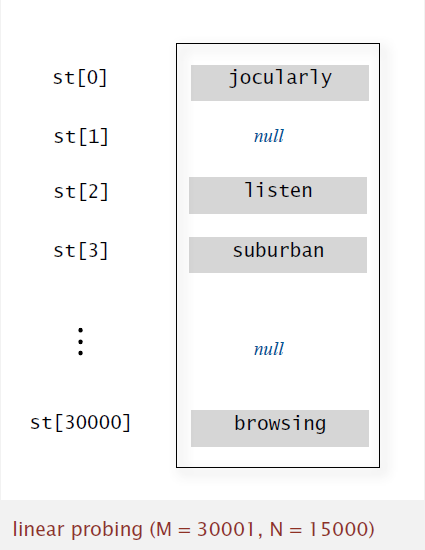 st[0] jocularly
st[1] null
st[2] listen
st[3] suburban
⋮ null
st[30000] browsing
linear probing (M = 30001, N = 15000)